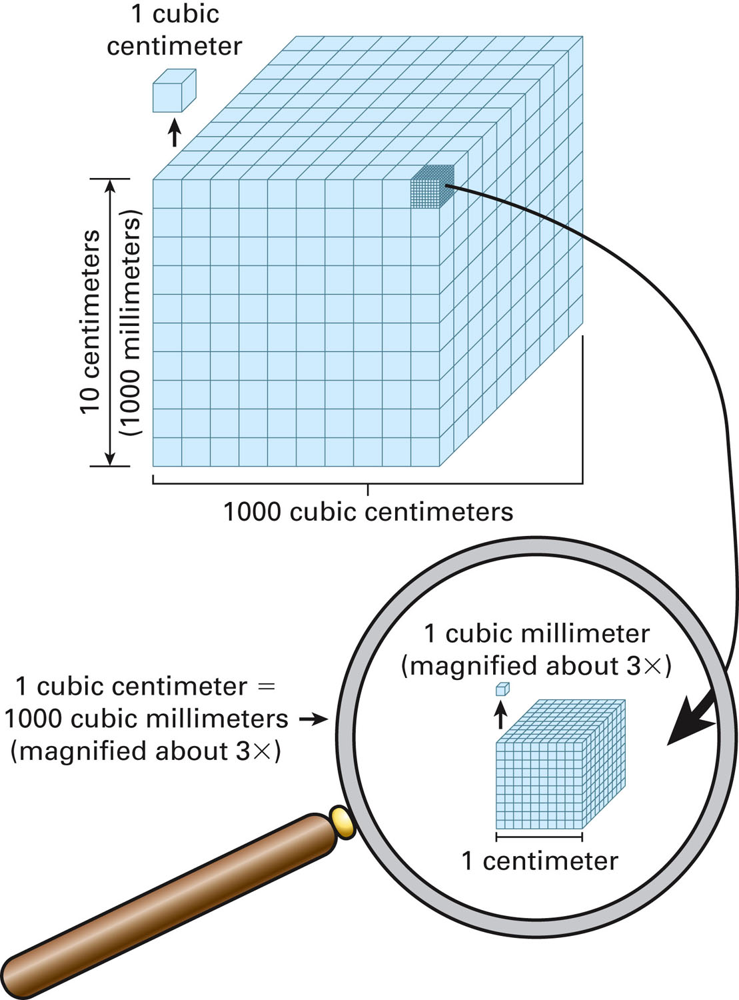 1 cubic
centimeter
10 centimeters
(1000 millimeters)
1000 cubic centimeters
1 cubic millimeter
(magnified about 3×)
1 cubic centimeter =
1000 cubic millimeters
(magnified about 3×)
1 centimeter